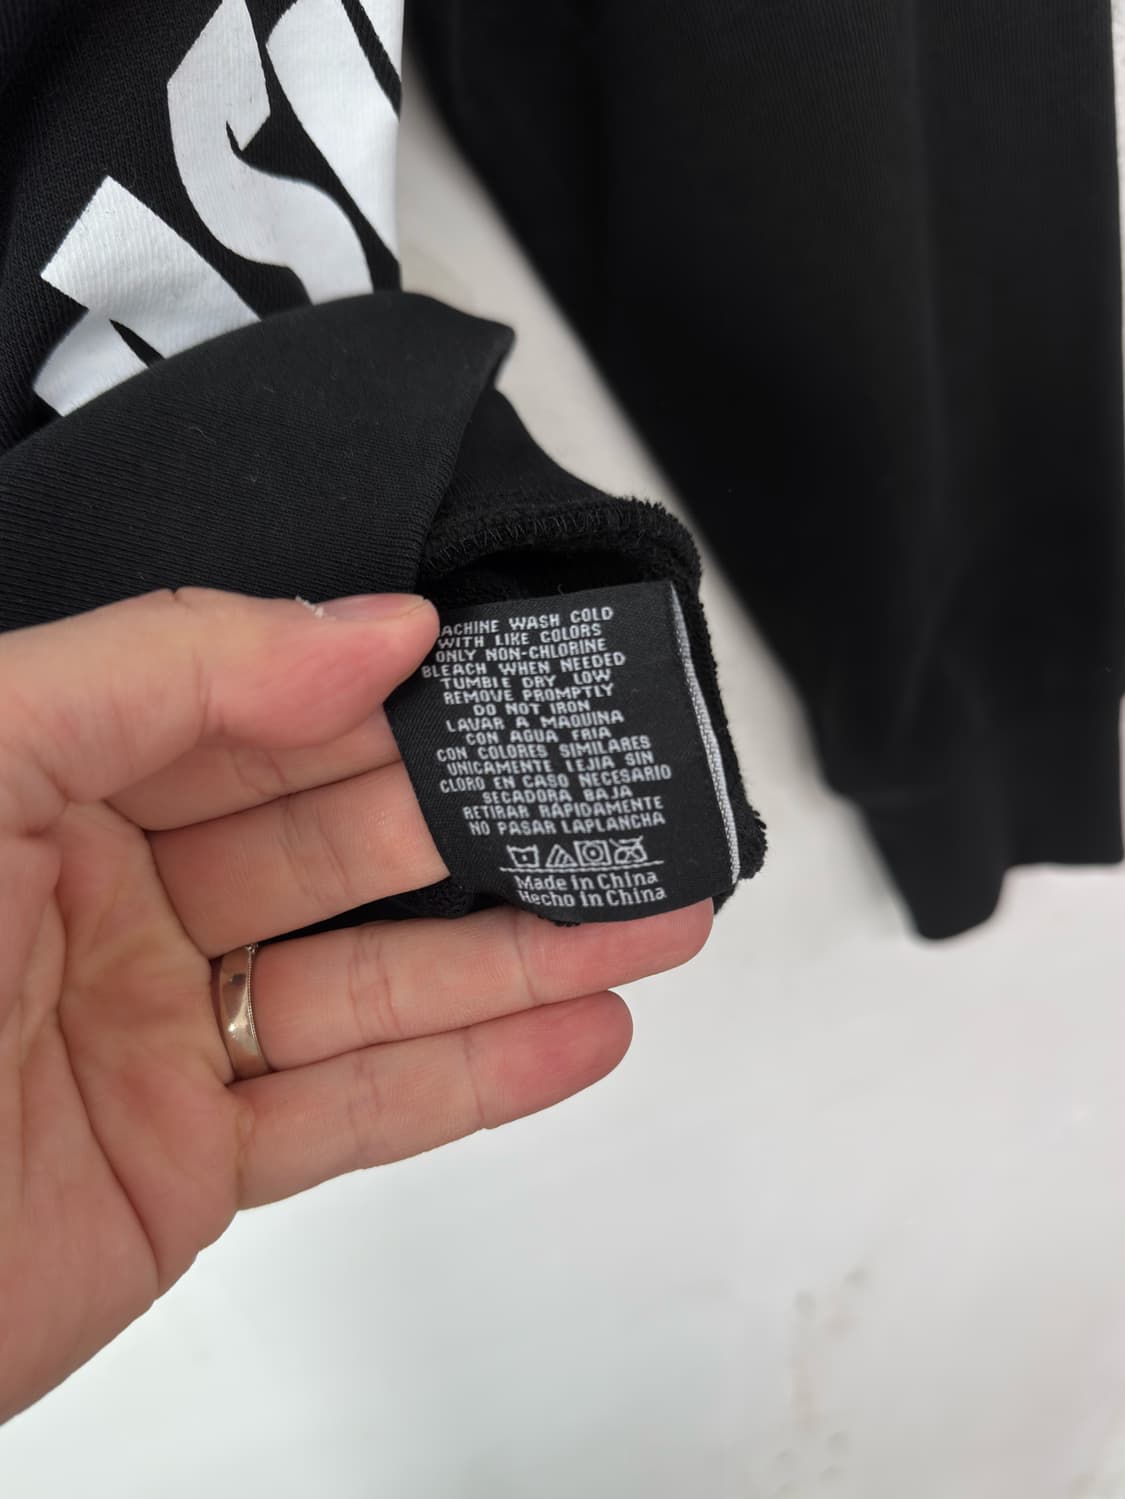 ACHINE WASH COLD
WITH LIKE COLORS
ONLY NON-CHLORINE
BLEACH WHEN NEEDED
TUMBLE DRY LOW
REMOVE PROMPTLY
DO NOT IRON
LAVAR A MAQUINA
CON AGUA FRIA
CON COLORES SIMILARES
UNICAMENTE LEJIA SIN
CLORO EN CASO NECESARIO
SECADORA BAJA
RETIRAR RÁPIDAMENTE
NO PASAR LAPLANCHA
Made in China
Hecho in China